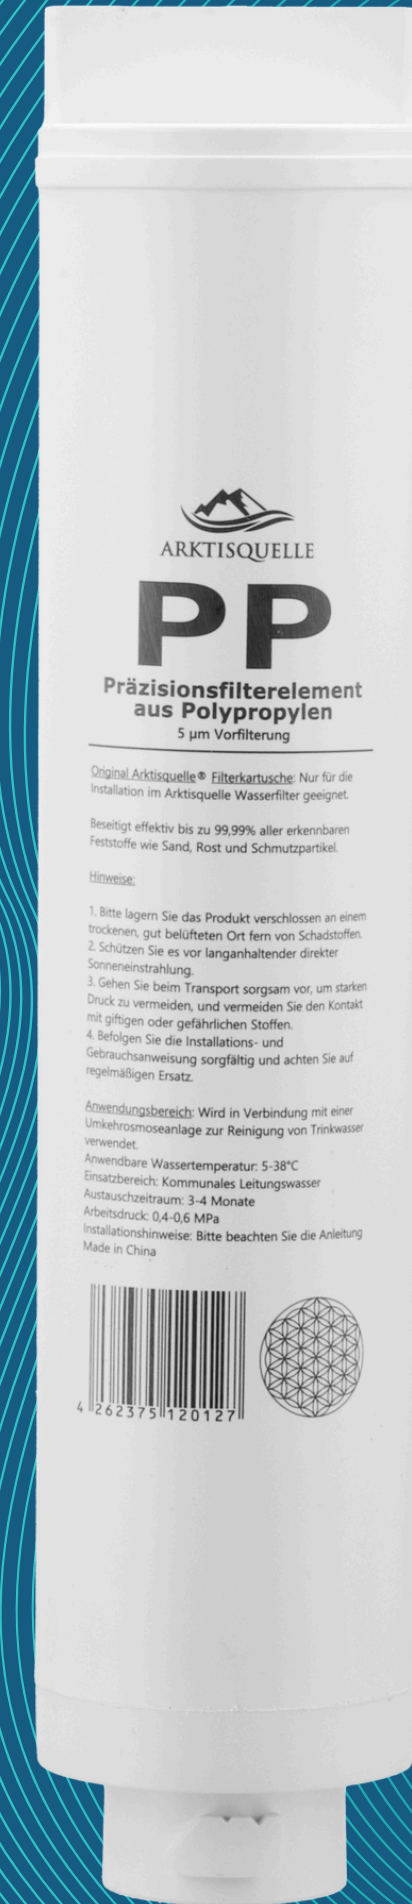 ARKTISQUELLE
PP
Präzisionsfilterelement
aus Polypropylen
5 µm Vorfilterung
Original Arktisquelle® Filterkartusche: Nur für die
Installation im Arktisquelle Wasserfilter geeignet.
Beseitigt effektiv bis zu 99,99% aller erkennbaren
Feststoffe wie Sand, Rost und Schmutzpartikel.
Hinweise:
1. Bitte lagern Sie das Produkt verschlossen an einem
trockenen, gut belüfteten Ort fern von Schadstoffen.
2. Schützen Sie es vor langanhaltender direkter
Sonneneinstrahlung.
3. Gehen Sie beim Transport sorgsam vor, um starken
Druck zu vermeiden, und vermeiden Sie den Kontakt
mit giftigen oder gefährlichen Stoffen.
4. Befolgen Sie die Installations- und
Gebrauchsanweisung sorgfältig und achten Sie auf
regelmäßigen Ersatz.
Anwendungsbereich: Wird in Verbindung mit einer
Umkehrosmoseanlage zur Reinigung von Trinkwasser
verwendet.
Anwendbare Wassertemperatur: 5-38°C
Einsatzbereich: Kommunales Leitungswasser
Austauschzeitraum: 3-4 Monate
Arbeitsdruck: 0,4-0,6 MPa
Installationshinweise: Bitte beachten Sie die Anleitung
Made in China
4 262375 120127